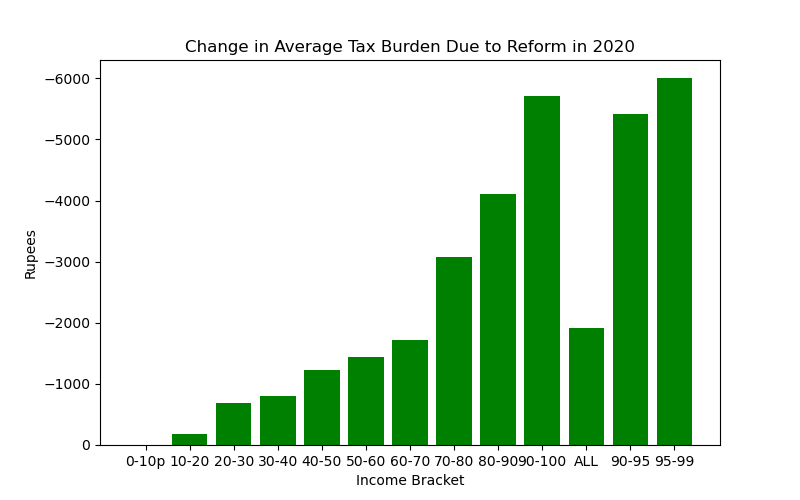 Change in Average Tax Burden Due to Reform in 2020
−6000
−5000
−4000
−3000
−2000
−1000
0
Rupees
0-10p 10-20 20-30 30-40 40-50 50-60 60-70 70-80 80-90 90-100 ALL 90-95 95-99
Income Bracket